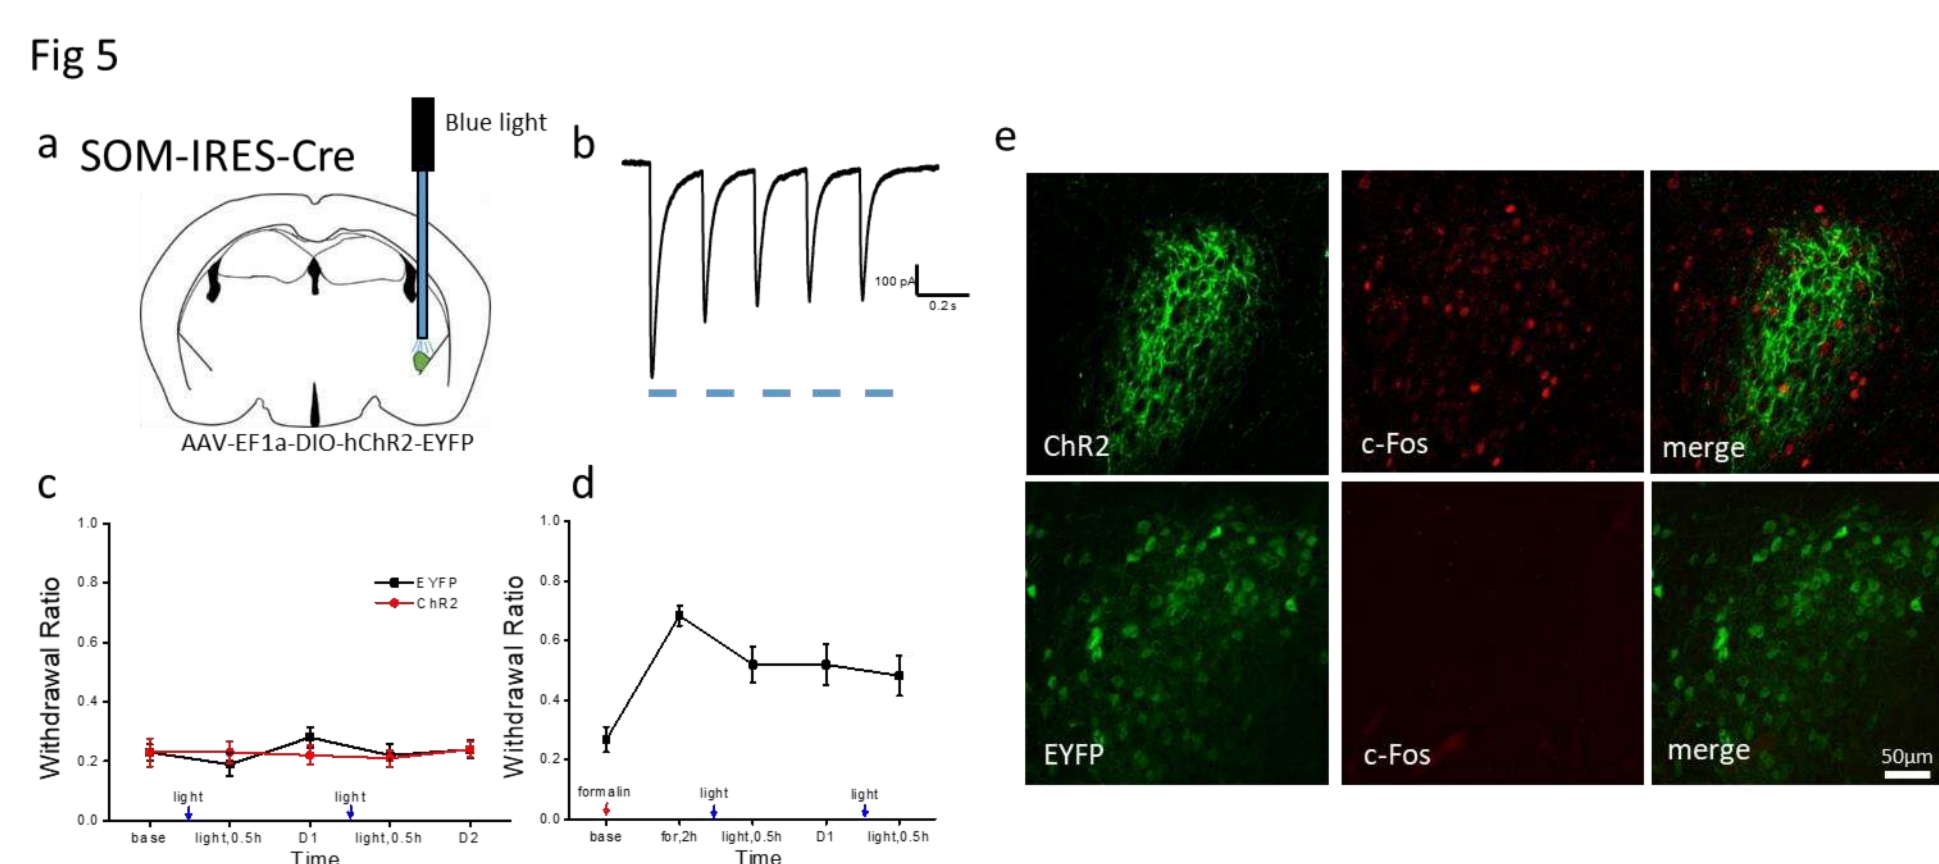 Fig 5
a
SOM-IRES-Cre
Blue light
AAV-EF1a-DIO-hChR2-EYFP
b
100 pA
0.2s
c
Withdrawal Ratio
1.0
0.8
0.6
0.4
0.2
0.0
EYFP
ChR2
light
light
base
light,0.5h
D1
light,0.5h
D2
Time
d
Withdrawal Ratio
1.0
0.8
0.6
0.4
0.2
0.0
formalin
light
light
base
for,2h
light,0.5h
D1
light,0.5h
Time
e
ChR2
c-Fos
merge
EYFP
c-Fos
merge
50μm